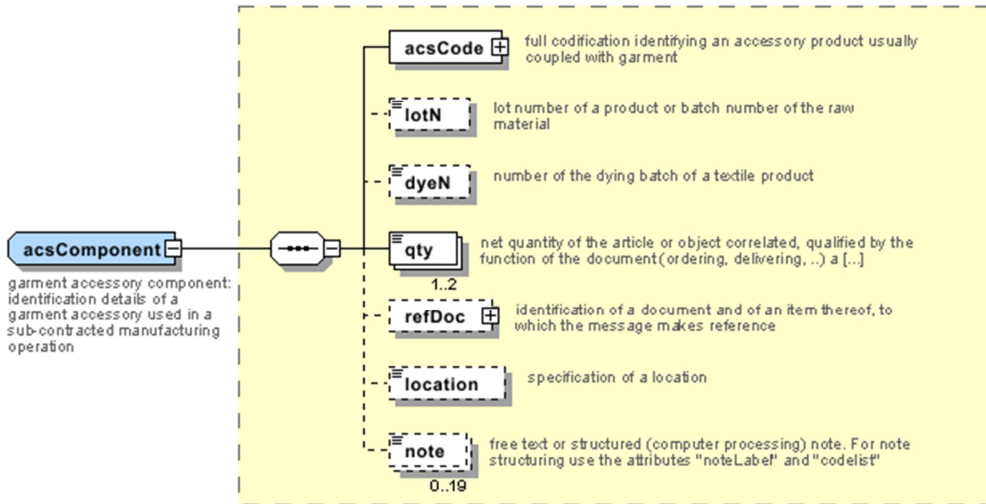 acsCode
full codification identifying an accessory product usually
coupled with garment
lotN
lot number of a product or batch number of the raw
material
dyeN
number of the dying batch of a textile product
acsComponent
garment accessory component:
identification details of a
garment accessory used in a
sub-contracted manufacturing
operation
qty
1..2
net quantity of the article or object correlated, qualified by the
function of the document (ordering, delivering, ..) a [...]
refDoc
identification of a document and of an item thereof, to
which the message makes reference
location
specification of a location
note
0..19
free text or structured (computer processing) note. For note
structuring use the attributes "noteLabel" and "codelist"